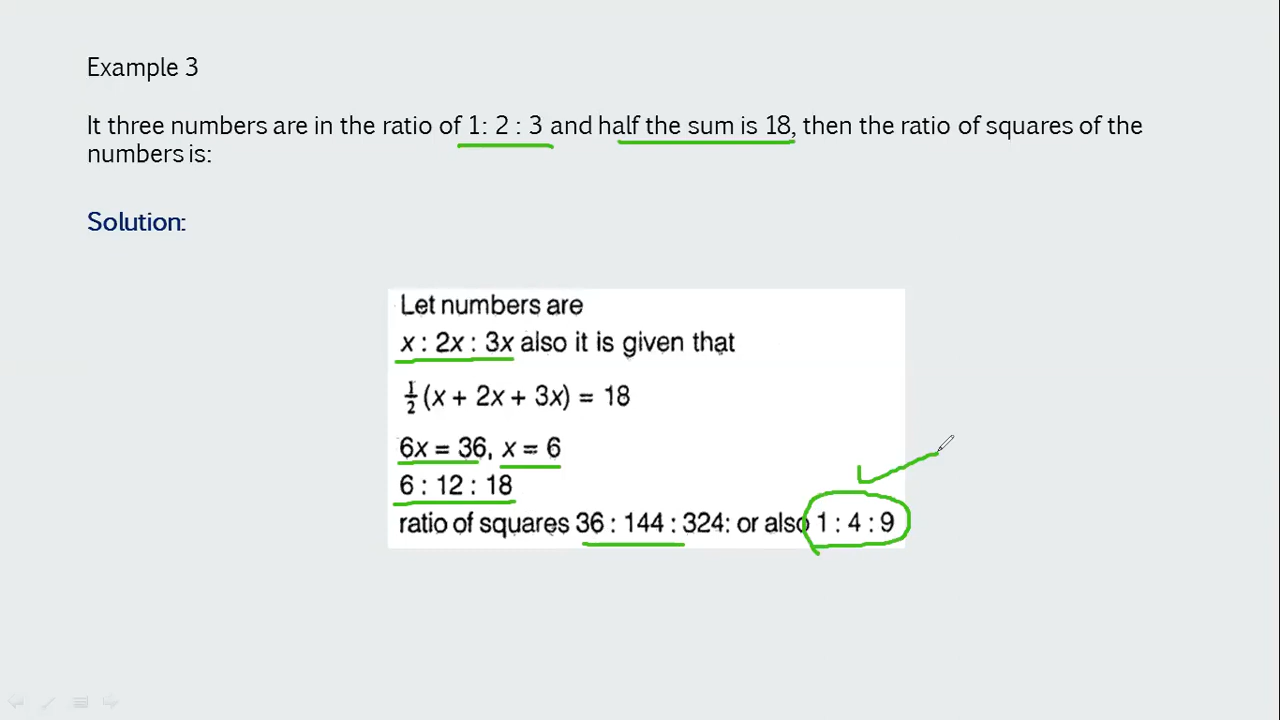 Example 3
It three numbers are in the ratio of 1: 2 : 3 and half the sum is 18, then the ratio of squares of the
numbers is:
Solution:
Let numbers are
x : 2x : 3x also it is given that
½(x + 2x + 3x) = 18
6x = 36, x = 6
6 : 12 : 18
ratio of squares 36 : 144 : 324: or also 1 : 4 : 9